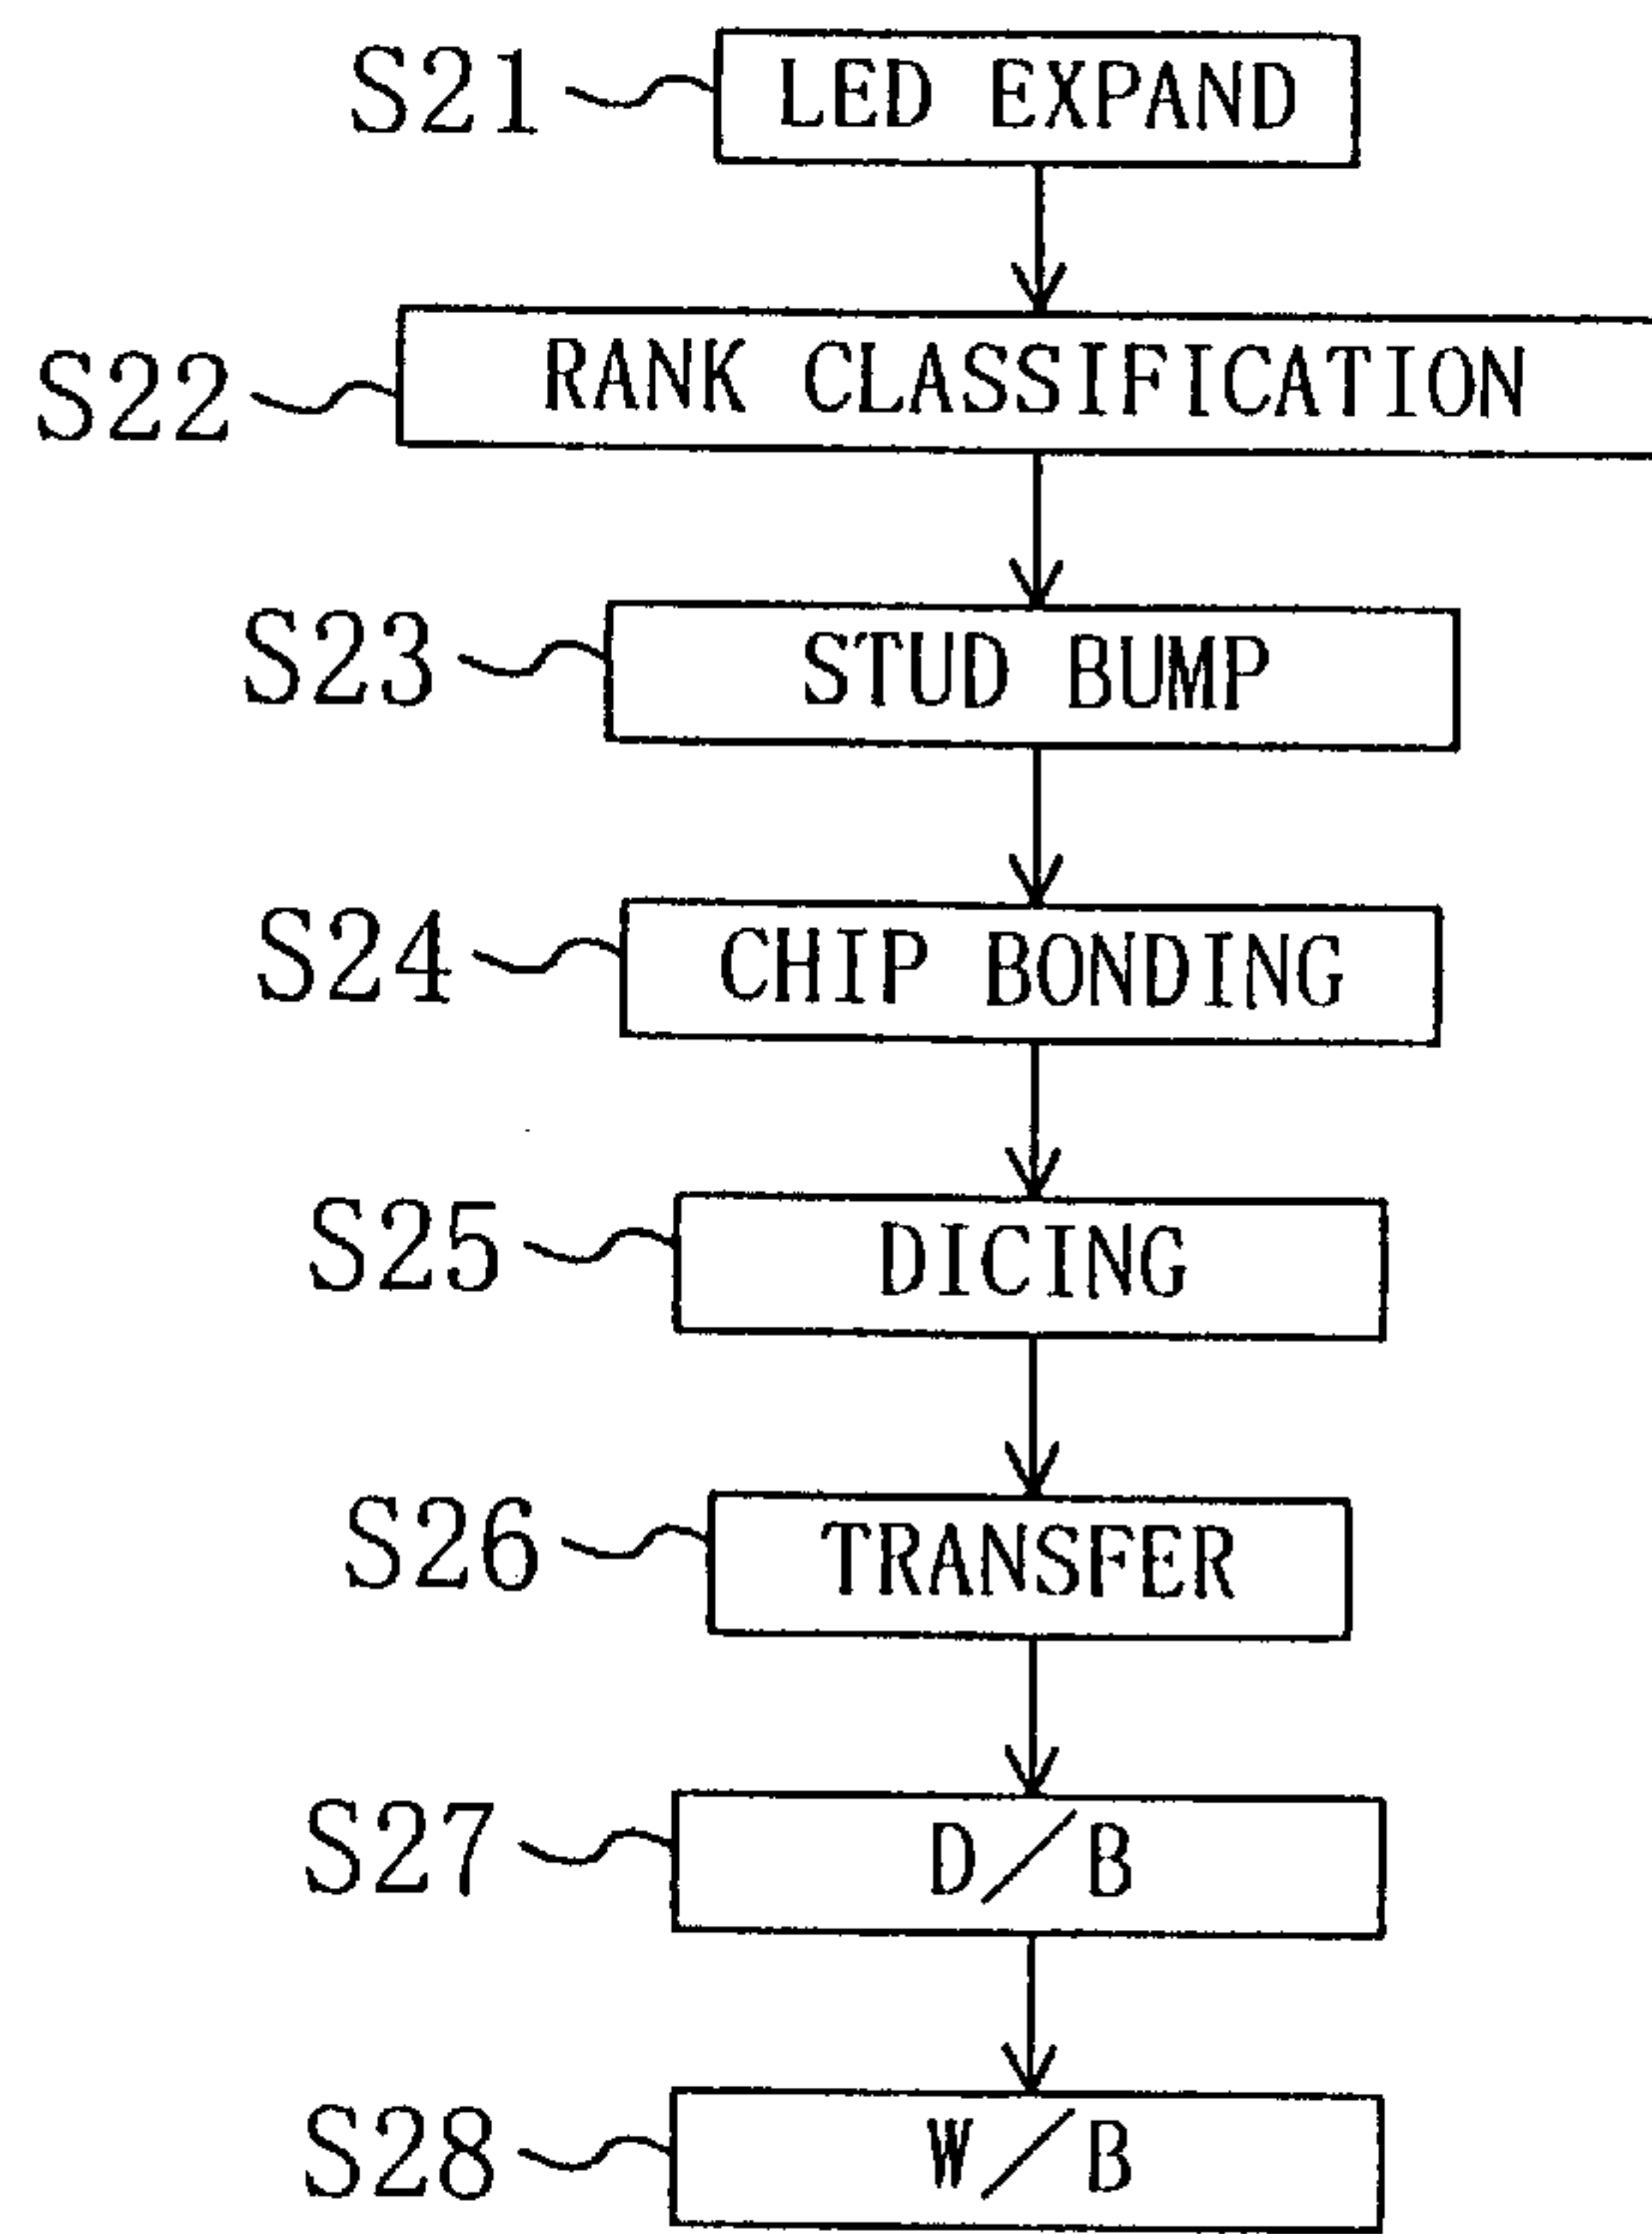 S21 LED EXPAND
S22 RANK CLASSIFICATION
S23 STUD BUMP
S24 CHIP BONDING
S25 DICING
S26 TRANSFER
S27 D/B
S28 W/B